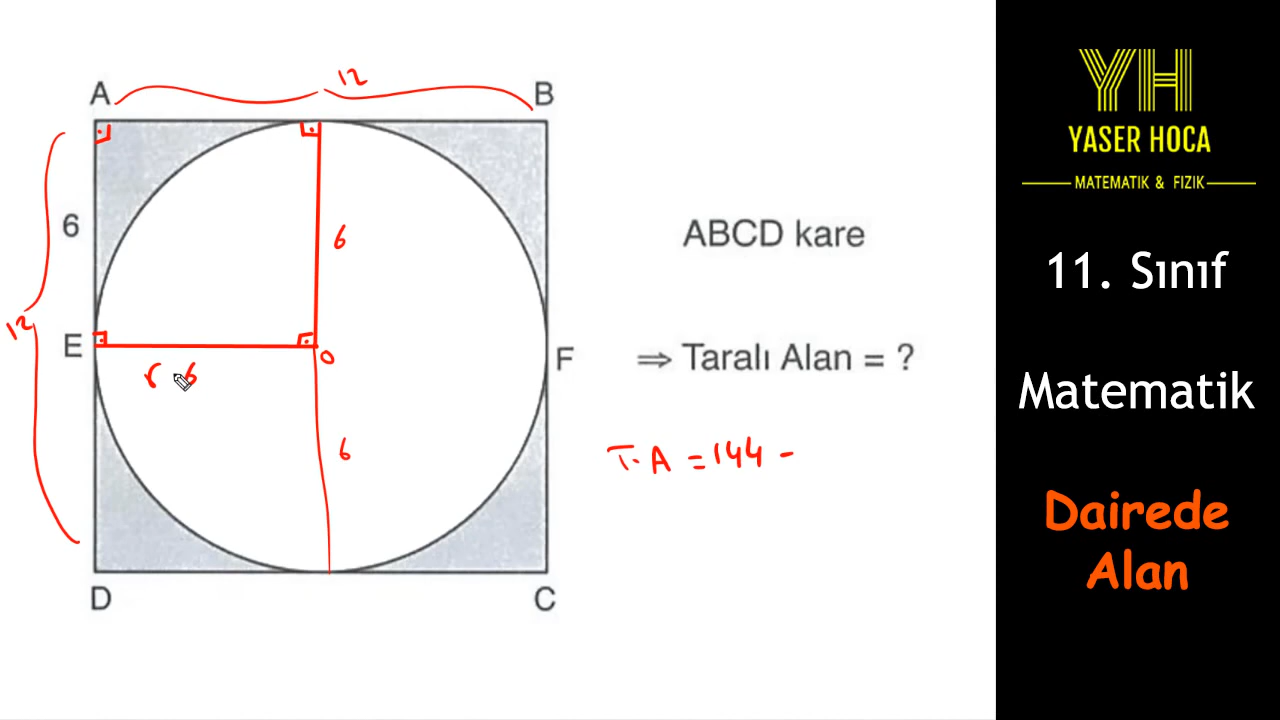 12
A
B
6
6
12
E
r 6
O
F
6
D
C
ABCD kare
⇒ Taralı Alan = ?
T.A = 144 -
YH
YASER HOCA
MATEMATIK & FIZIK
11. Sınıf
Matematik
Dairede
Alan